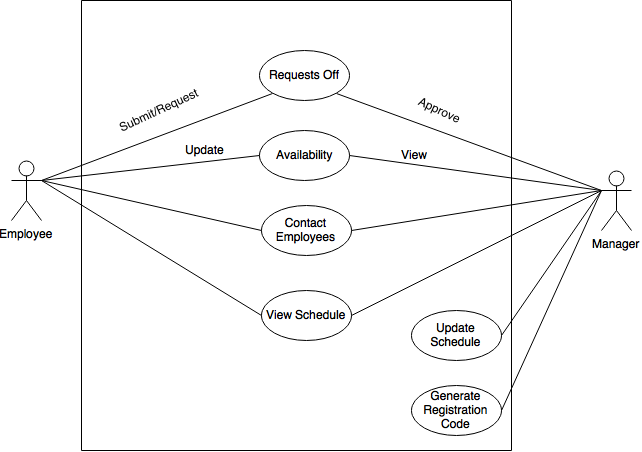 Requests Off
Submit/Request
Approve
Update
Availability
View
Employee
Contact
Employees
Manager
View Schedule
Update
Schedule
Generate
Registration
Code